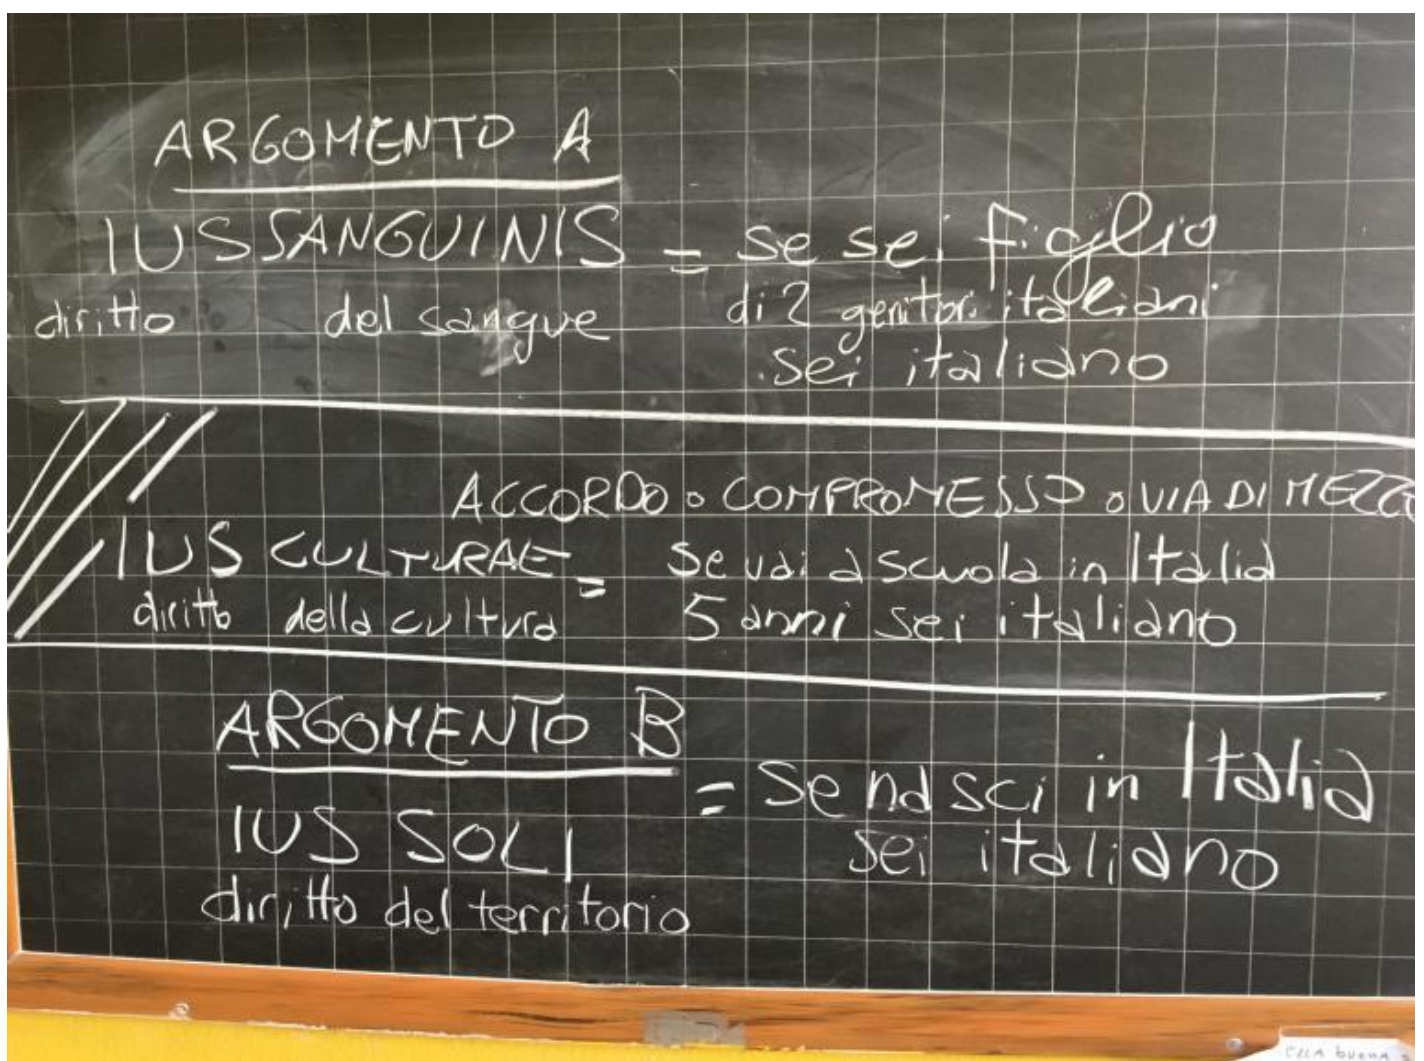 ARGOMENTO A
IUS SANGUINIS = se sei figlio
diritto del sangue di 2 genitori italiani
sei italiano
ACCORDO o COMPROMESSO o VIA DI MEZZO
IUS CULTURAE = se vai a scuola in Italia
diritto della cultura 5 anni sei italiano
ARGOMENTO B
= se nasci in Italia
IUS SOLI sei italiano
diritto del territorio
buona